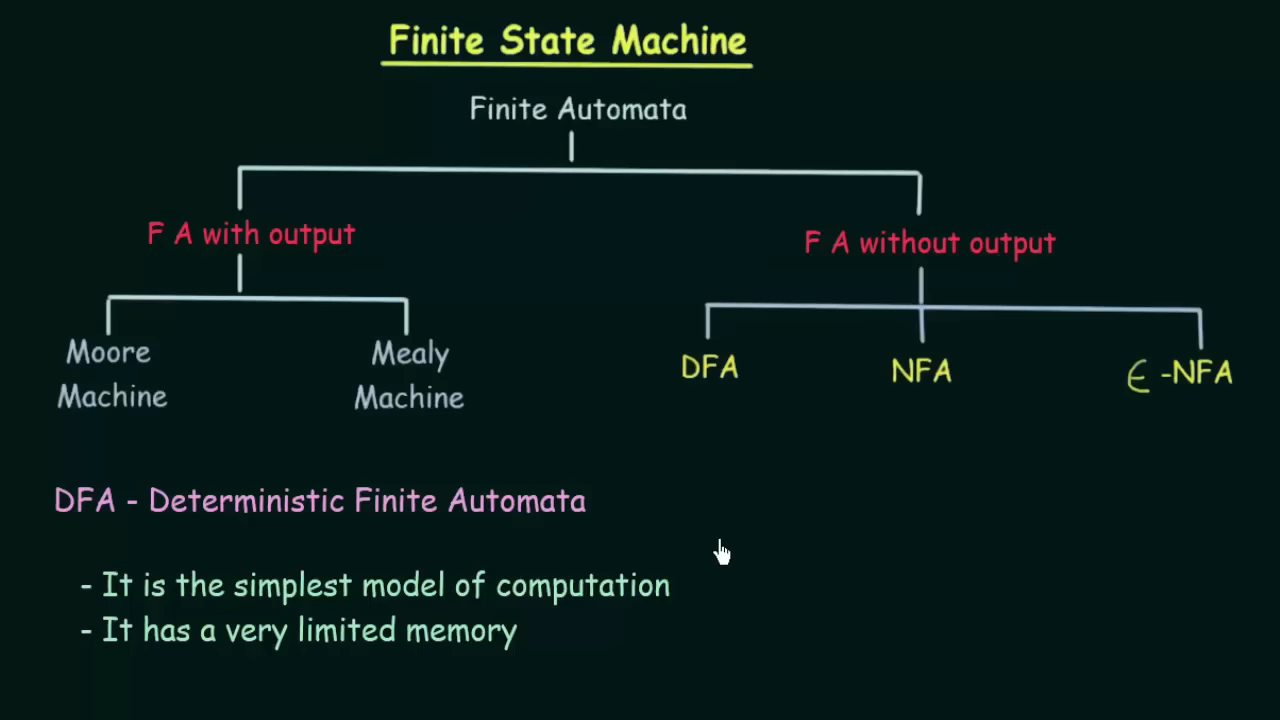 Finite State Machine
Finite Automata
F A with output
F A without output
Moore Machine
Mealy Machine
DFA
NFA
ϵ -NFA
DFA - Deterministic Finite Automata
- It is the simplest model of computation
- It has a very limited memory